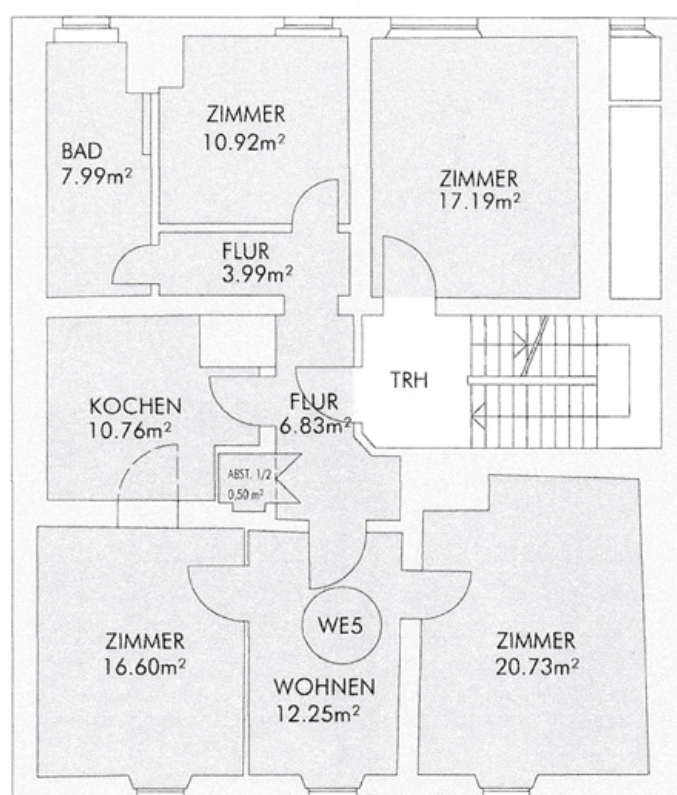 ZIMMER
10.92m²
BAD
7.99m²
ZIMMER
17.19m²
FLUR
3.99m²
TRH
KOCHEN
10.76m²
FLUR
6.83m²
ABST. 1/2
0,50 m²
WE5
ZIMMER
16.60m²
WOHNEN
12.25m²
ZIMMER
20.73m²